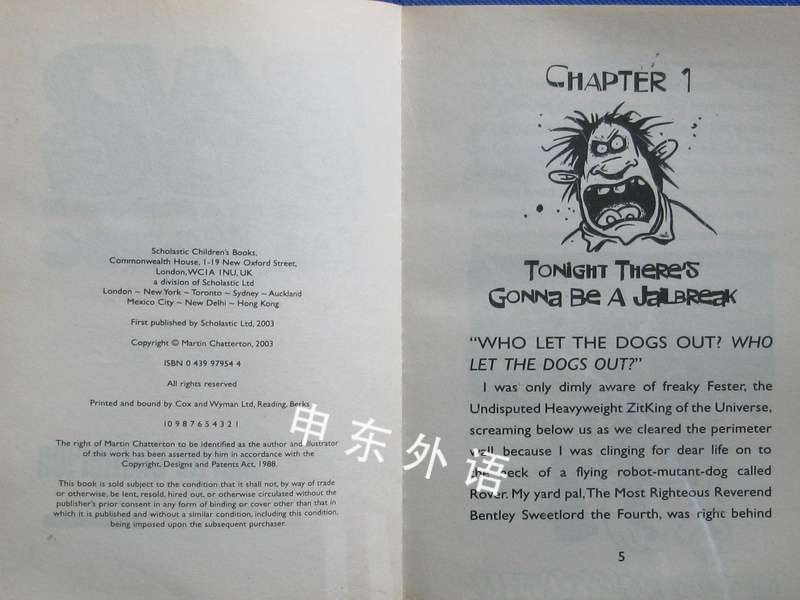 Scholastic Children's Books,
Commonwealth House, 1-19 New Oxford Street,
London, WC1A 1NU, UK
a division of Scholastic Ltd
London ~ New York ~ Toronto ~ Sydney ~ Auckland
Mexico City ~ New Delhi ~ Hong Kong
First published by Scholastic Ltd, 2003
Copyright © Martin Chatterton, 2003
ISBN 0 439 97954 4
All rights reserved
Printed and bound by Cox and Wyman Ltd, Reading, Berks.
10 9 8 7 6 5 4 3 2 1
The right of Martin Chatterton to be identified as the author and illustrator
of this work has been asserted by him in accordance with the
Copyright, Designs and Patents Act, 1988.
This book is sold subject to the condition that it shall not, by way of trade
or otherwise, be lent, resold, hired out, or otherwise circulated without the
publisher's prior consent in any form of binding or cover other than that in
which it is published and without a similar condition, including this condition,
being imposed upon the subsequent purchaser.
CHAPTER 1
TONIGHT THERE'S
GONNA BE A JAILBREAK
"WHO LET THE DOGS OUT? WHO
LET THE DOGS OUT?"
I was only dimly aware of freaky Fester, the
Undisputed Heavyweight ZitKing of the Universe,
screaming below us as we cleared the perimeter
wall because I was clinging for dear life on to
the neck of a flying robot-mutant-dog called
Rover. My yard pal, The Most Righteous Reverend
Bentley Sweetlord the Fourth, was right behind
5
申东外语